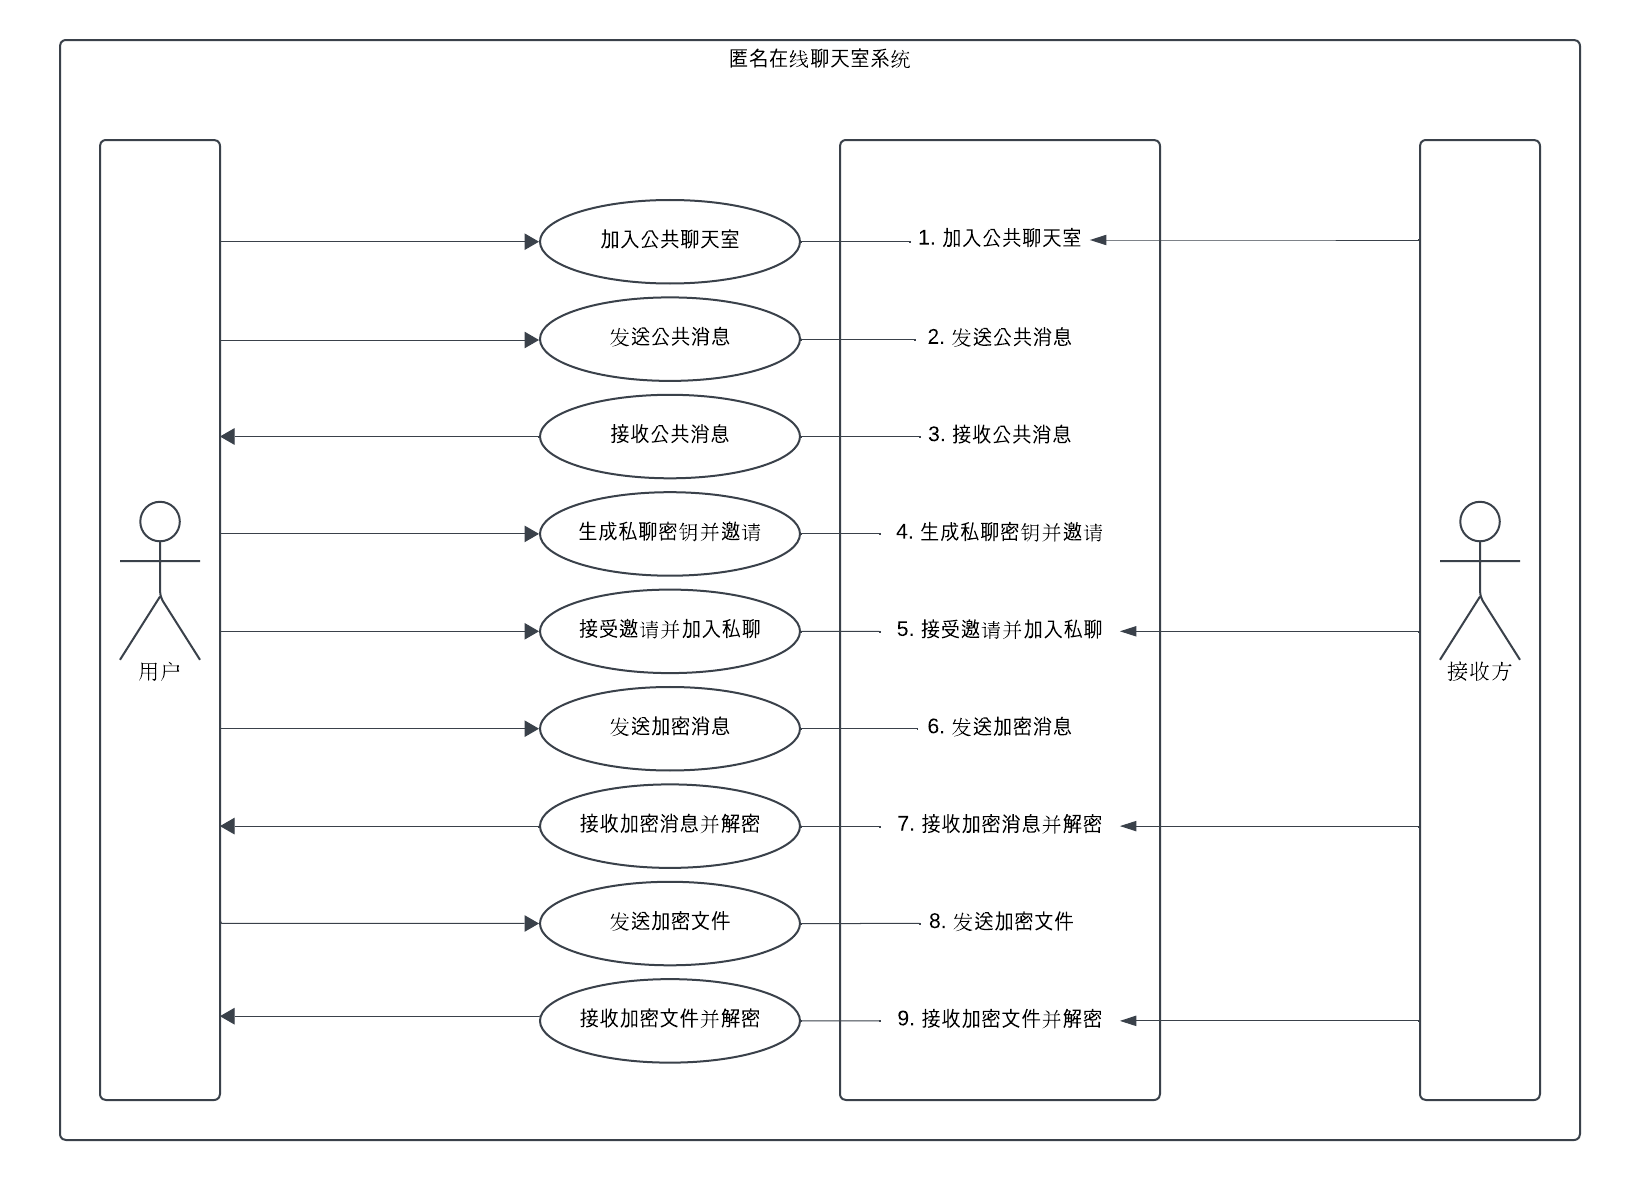 匿名在线聊天室系统
加入公共聊天室
1. 加入公共聊天室
发送公共消息
2. 发送公共消息
接收公共消息
3. 接收公共消息
生成私聊密钥并邀请
4. 生成私聊密钥并邀请
接受邀请并加入私聊
5. 接受邀请并加入私聊
用户
接收方
发送加密消息
6. 发送加密消息
接收加密消息并解密
7. 接收加密消息并解密
发送加密文件
8. 发送加密文件
接收加密文件并解密
9. 接收加密文件并解密